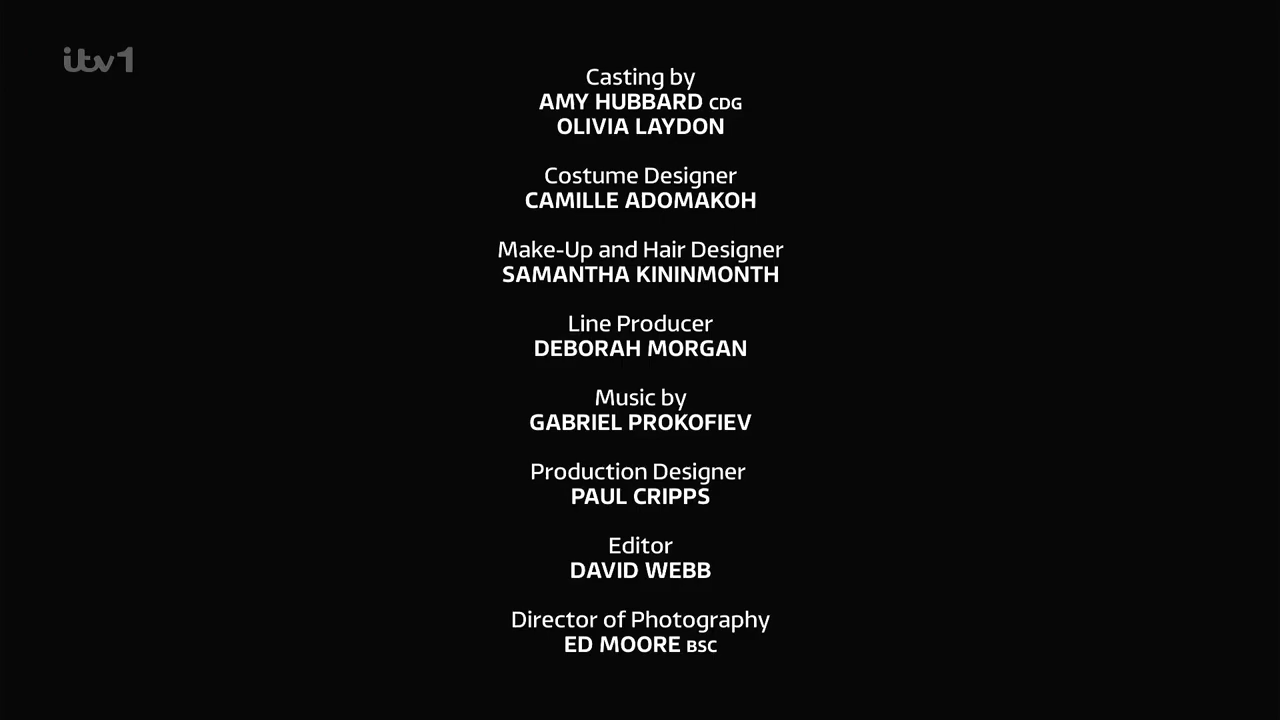 itv1
Casting by
AMY HUBBARD CDG
OLIVIA LAYDON
Costume Designer
CAMILLE ADOMAKOH
Make-Up and Hair Designer
SAMANTHA KININMONTH
Line Producer
DEBORAH MORGAN
Music by
GABRIEL PROKOFIEV
Production Designer
PAUL CRIPPS
Editor
DAVID WEBB
Director of Photography
ED MOORE BSC